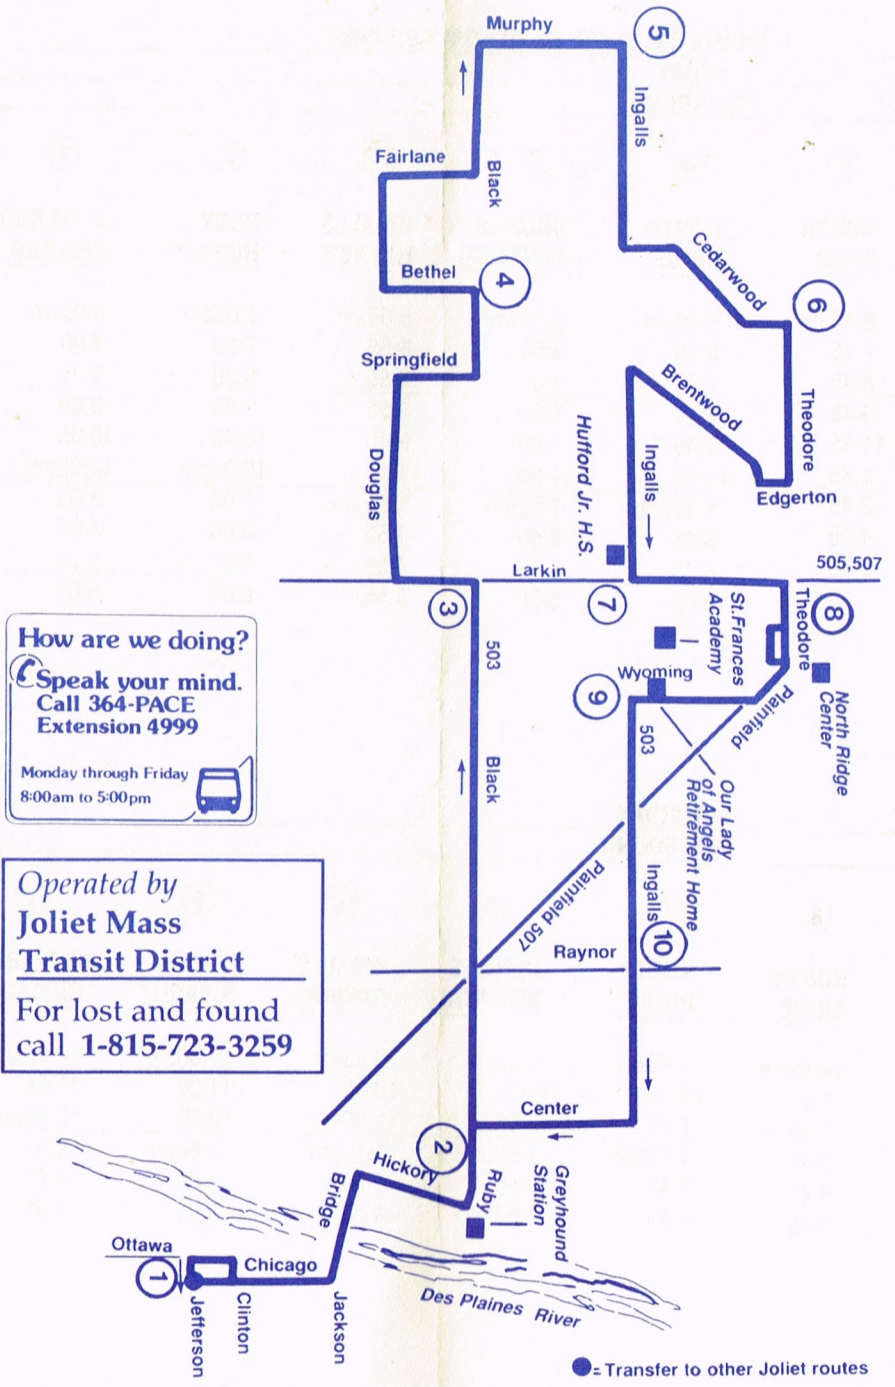 Murphy
5
Ingalls
Fairlane
Black
Cedarwood
6
Bethel
4
Springfield
Brentwood
Theodore
Douglas
Hufford Jr. H.S.
Ingalls
Edgerton
Larkin
505,507
3
7
St.Frances
Academy
Theodore
8
503
Wyoming
9
Plainfield
North Ridge
Center
503
Black
Our Lady
of Angels
Retirement Home
How are we doing?
Speak your mind.
Call 364-PACE
Extension 4999
Monday through Friday
8:00am to 5:00pm
Plainfield 507
Ingalls
10
Raynor
Operated by
Joliet Mass
Transit District
For lost and found
call 1-815-723-3259
Center
2
Hickory
Ruby
Greyhound
Station
Bridge
Ottawa
1
Chicago
Jefferson
Clinton
Jackson
Des Plaines River
= Transfer to other Joliet routes